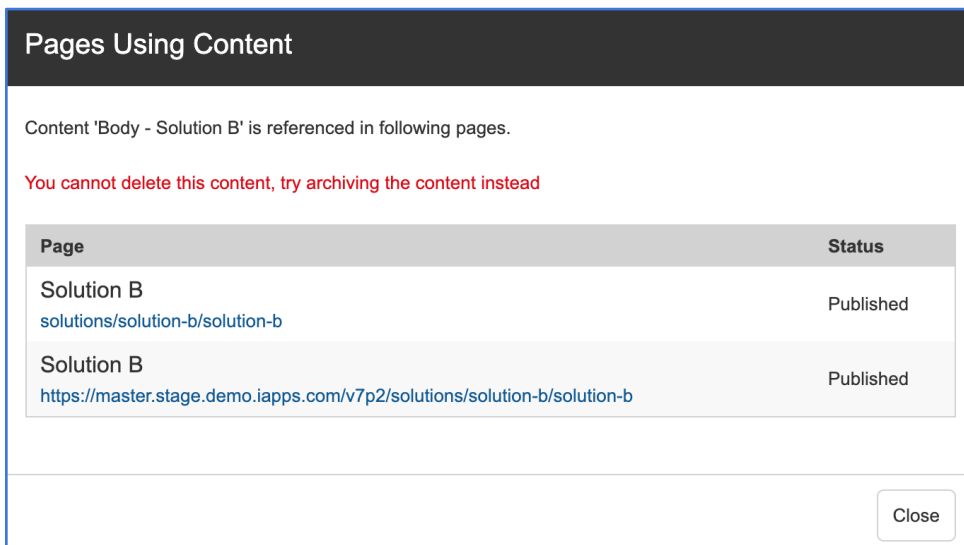 Pages Using Content
Content 'Body - Solution B' is referenced in following pages.
You cannot delete this content, try archiving the content instead
Page Status
Solution B
solutions/solution-b/solution-b
Published
Solution B
https://master.stage.demo.iapps.com/v7p2/solutions/solution-b/solution-b
Published
Close